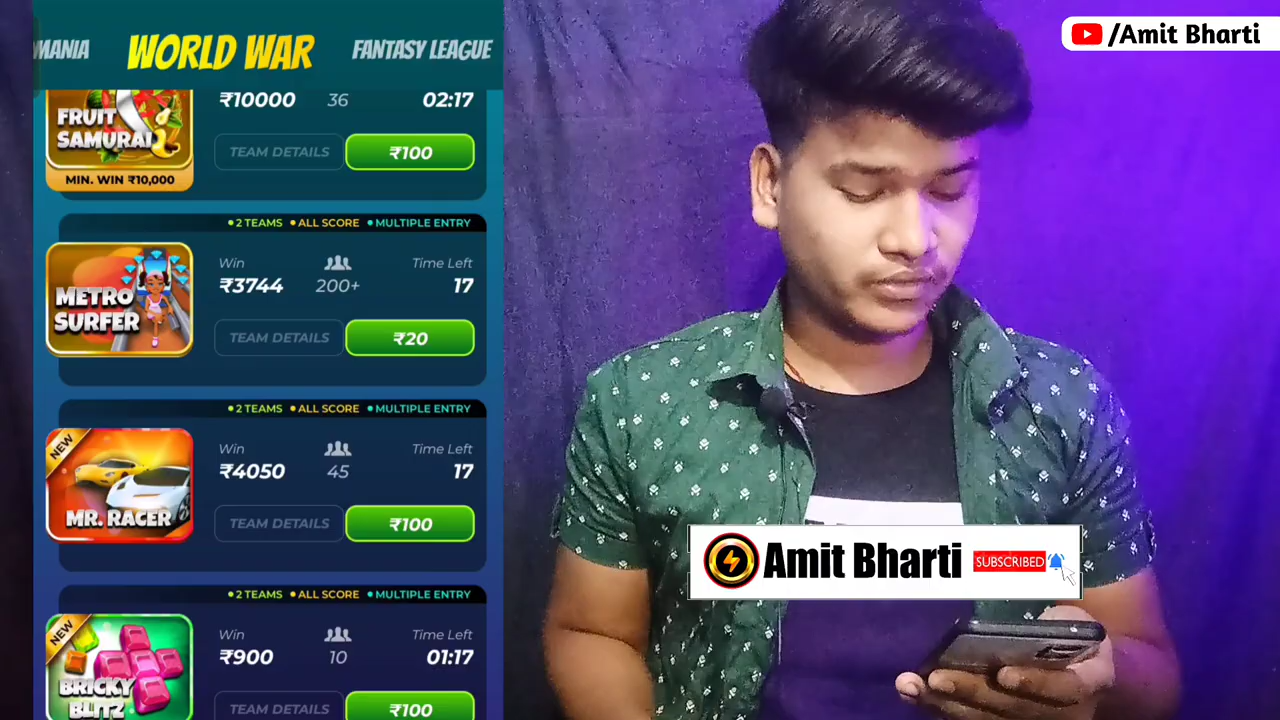 MANIA WORLD WAR FANTASY LEAGUE
/Amit Bharti
FRUIT
SAMURAI
MIN. WIN ₹10,000
₹10000 36 02:17
TEAM DETAILS ₹100
2 TEAMS ALL SCORE MULTIPLE ENTRY
METRO
SURFER
Win Time Left
₹3744 200+ 17
TEAM DETAILS ₹20
2 TEAMS ALL SCORE MULTIPLE ENTRY
NEW
MR. RACER
Win Time Left
₹4050 45 17
TEAM DETAILS ₹100
2 TEAMS ALL SCORE MULTIPLE ENTRY
NEW
BRICKY
BLITZ
Win Time Left
₹900 10 01:17
TEAM DETAILS ₹100
Amit Bharti SUBSCRIBED